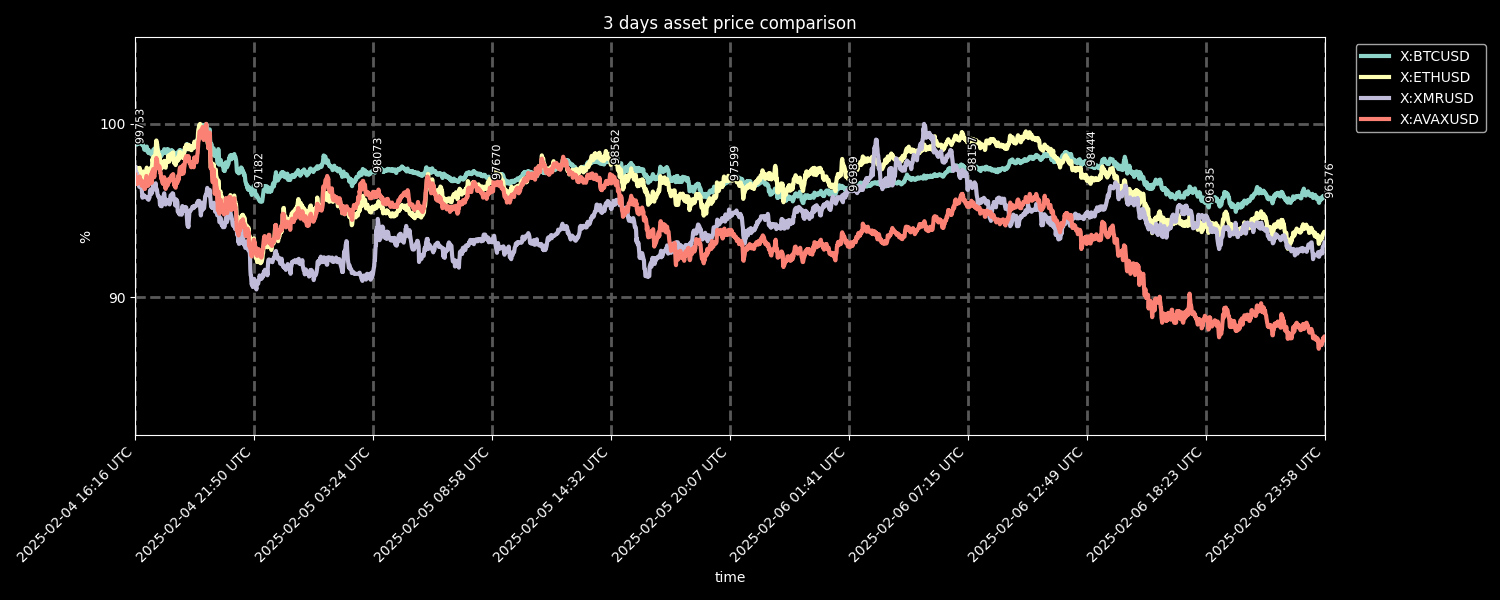 3 days asset price comparison
X:BTCUSD
X:ETHUSD
X:XMRUSD
X:AVAXUSD
100
90
%
99753
97182
98073
97670
98562
97599
96989
98157
98444
96335
96576
2025-02-04 16:16 UTC
2025-02-04 21:50 UTC
2025-02-05 03:24 UTC
2025-02-05 08:58 UTC
2025-02-05 14:32 UTC
2025-02-05 20:07 UTC
2025-02-06 01:41 UTC
2025-02-06 07:15 UTC
2025-02-06 12:49 UTC
2025-02-06 18:23 UTC
2025-02-06 23:58 UTC
time